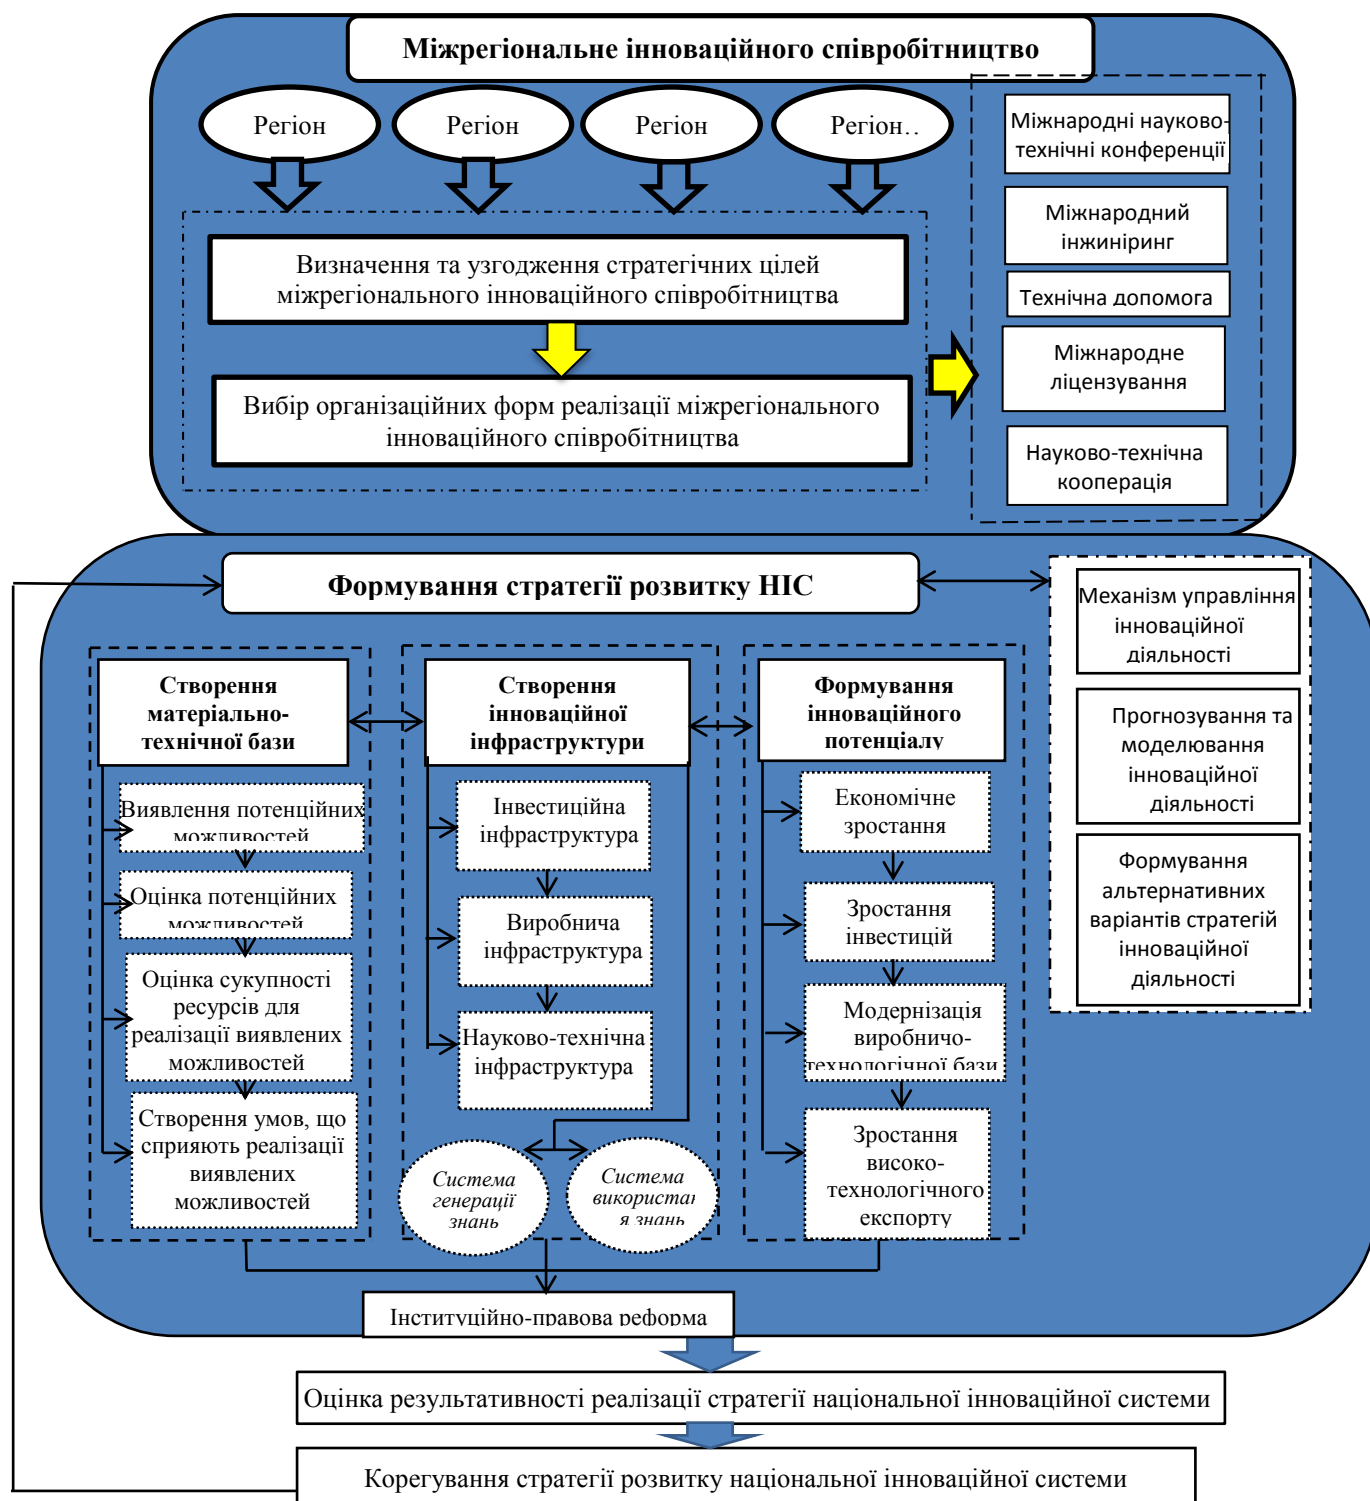 Міжрегіональне інноваційного співробітництво
Регіон
Регіон
Регіон
Регіон..
Визначення та узгодження стратегічних цілей
міжрегіонального інноваційного співробітництва
Вибір організаційних форм реалізації міжрегіонального
інноваційного співробітництва
Міжнародні науково-
технічні конференції
Міжнародний
інжиніринг
Технічна допомога
Міжнародне
ліцензування
Науково-технічна
кооперація
Формування стратегії розвитку НІС
Механізм управління
інноваційної
діяльності
Прогнозування та
моделювання
інноваційної
діяльності
Формування
альтернативних
варіантів стратегій
інноваційної
діяльності
Створення
матеріально-
технічної бази
Виявлення потенційних
можливостей
Оцінка потенційних
можливостей
Оцінка сукупності
ресурсів для
реалізації виявлених
можливостей
Створення умов, що
сприяють реалізації
виявлених
можливостей
Створення
інноваційної
інфраструктури
Інвестиційна
інфраструктура
Виробнича
інфраструктура
Науково-технічна
інфраструктура
Система
генерації
знань
Система
використан
я знань
Формування
інноваційного
потенціалу
Економічне
зростання
Зростання
інвестицій
Модернізація
виробничо-
технологічної бази
Зростання
високо-
технологічного
експорту
Інституційно-правова реформа
Оцінка результативності реалізації стратегії національної інноваційної системи
Корегування стратегії розвитку національної інноваційної системи